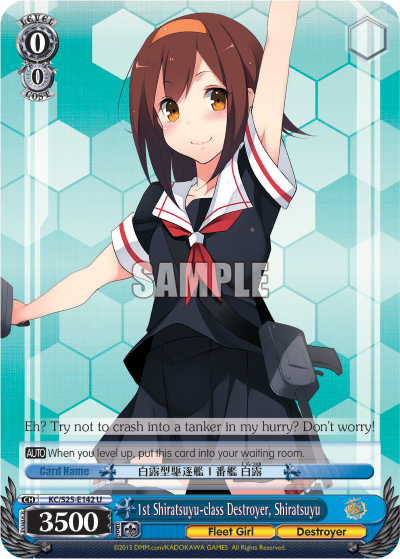 LEVEL
0
0
COST
SAMPLE
Eh? Try not to crash into a tanker in my hurry? Don't worry!
AUTO When you level up, put this card into your waiting room.
Card Name 白露型駆逐艦1番艦 白露
CH KC/S25-E142 U
1st Shiratsuyu-class Destroyer, Shiratsuyu
3500
Fleet Girl Destroyer
©2015 DMM.com/KADOKAWA GAMES All Rights Reserved.